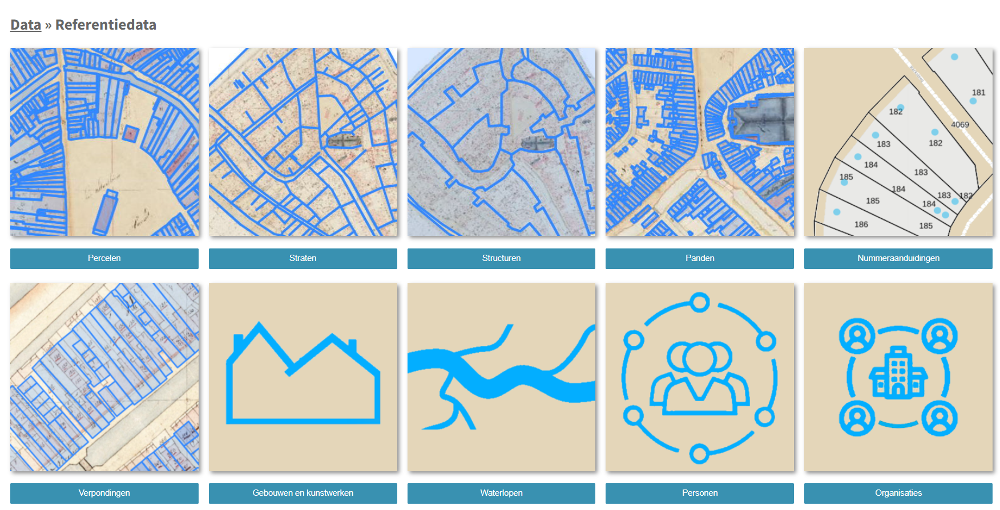 Data » Referentiedata
181
182
4069
182
183
184
183
185
184
183
182
185
184
186
185
Percelen
Straten
Structuren
Panden
Nummeraanduidingen
Verpondingen
Gebouwen en kunstwerken
Waterlopen
Personen
Organisaties